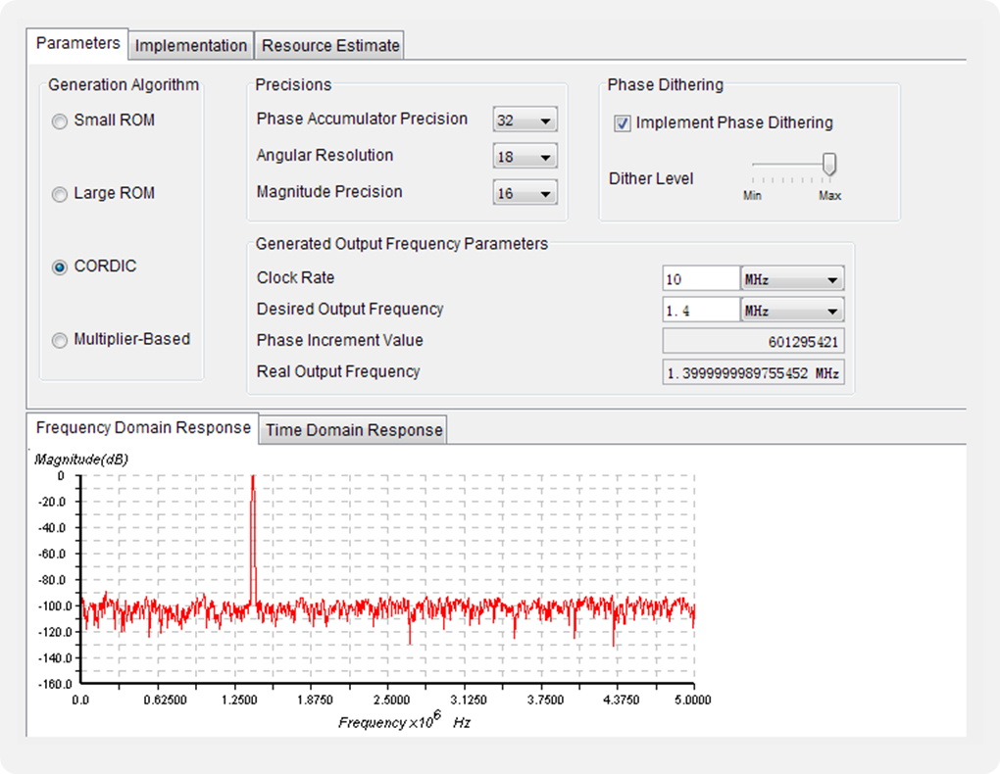 Parameters Implementation Resource Estimate
Generation Algorithm
Small ROM
Large ROM
CORDIC
Multiplier-Based
Precisions
Phase Accumulator Precision 32
Angular Resolution 18
Magnitude Precision 16
Phase Dithering
Implement Phase Dithering
Dither Level
Min Max
Generated Output Frequency Parameters
Clock Rate 10 MHz
Desired Output Frequency 1.4 MHz
Phase Increment Value 601295421
Real Output Frequency 1.3999999989755452 MHz
Frequency Domain Response Time Domain Response
Magnitude(dB)
0
-20.0
-40.0
-60.0
-80.0
-100.0
-120.0
-140.0
-160.0
0.0 0.62500 1.2500 1.8750 2.5000 3.1250 3.7500 4.3750 5.0000
Frequency ×10⁶ Hz